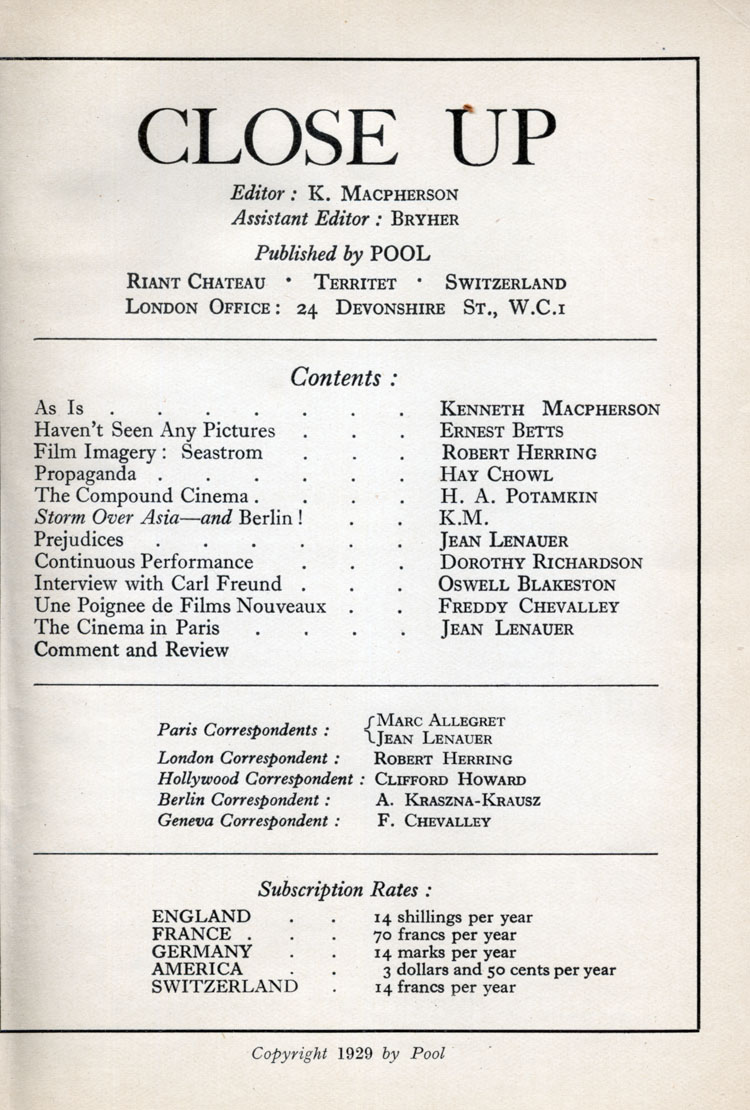 CLOSE UP
Editor : K. MACPHERSON
Assistant Editor : BRYHER
Published by POOL
RIANT CHATEAU · TERRITET · SWITZERLAND
LONDON OFFICE : 24 DEVONSHIRE ST., W.C.1
Contents :
As Is . . . . . . . KENNETH MACPHERSON
Haven't Seen Any Pictures . . . ERNEST BETTS
Film Imagery : Seastrom . . . ROBERT HERRING
Propaganda . . . . . . HAY CHOWL
The Compound Cinema . . . . H. A. POTAMKIN
Storm Over Asia—and Berlin ! . . K.M.
Prejudices . . . . . . JEAN LENAUER
Continuous Performance . . . DOROTHY RICHARDSON
Interview with Carl Freund . . . OSWELL BLAKESTON
Une Poignee de Films Nouveaux . . FREDDY CHEVALLEY
The Cinema in Paris . . . . JEAN LENAUER
Comment and Review
Paris Correspondents : { MARC ALLEGRET
JEAN LENAUER
London Correspondent : ROBERT HERRING
Hollywood Correspondent : CLIFFORD HOWARD
Berlin Correspondent : A. KRASZNA-KRAUSZ
Geneva Correspondent : F. CHEVALLEY
Subscription Rates :
ENGLAND . . 14 shillings per year
FRANCE . . . 70 francs per year
GERMANY . . 14 marks per year
AMERICA . . 3 dollars and 50 cents per year
SWITZERLAND . 14 francs per year
Copyright 1929 by Pool